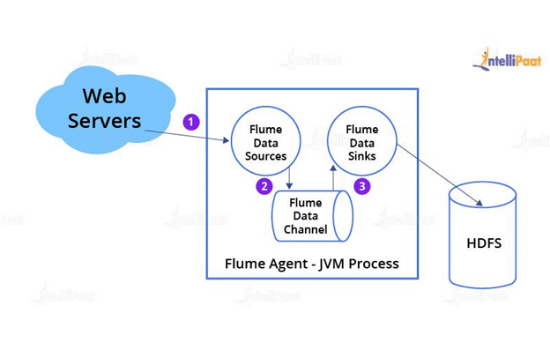 IntelliPaat
Web
Servers
1
Flume
Data
Sources
Flume
Data
Sinks
2
3
Flume
Data
Channel
HDFS
Flume Agent - JVM Process